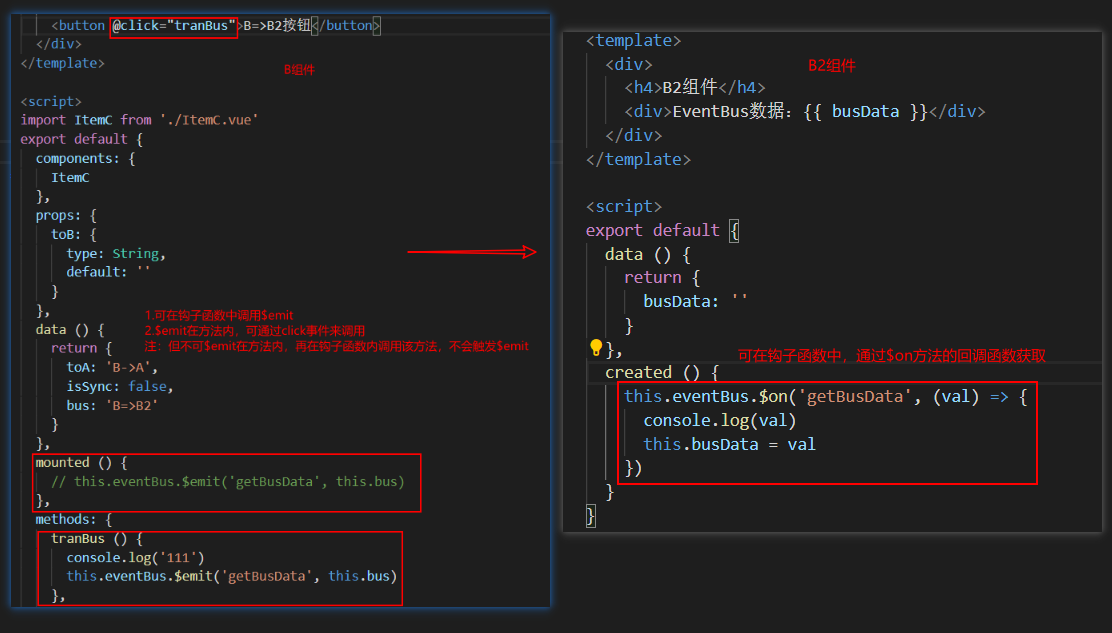 <button @click="tranBus">B=>B2按钮</button>
</div>
</template>
B组件
<script>
import ItemC from './ItemC.vue'
export default {
components: {
ItemC
},
props: {
toB: {
type: String,
default: ''
}
},
1.可在钩子函数中调用$emit
2.$emit在方法内，可通过click事件来调用
注：但不可$emit在方法内，再在钩子函数内调用该方法，不会触发$emit
data () {
return {
toA: 'B->A',
isSync: false,
bus: 'B=>B2'
}
},
mounted () {
// this.eventBus.$emit('getBusData', this.bus)
},
methods: {
tranBus () {
console.log('111')
this.eventBus.$emit('getBusData', this.bus)
},
<template>
<div>
B2组件
<h4>B2组件</h4>
<div>EventBus数据：{{ busData }}</div>
</div>
</template>
<script>
export default {
data () {
return {
busData: ''
}
},
可在钩子函数中，通过$on方法的回调函数获取
created () {
this.eventBus.$on('getBusData', (val) => {
console.log(val)
this.busData = val
})
}
}